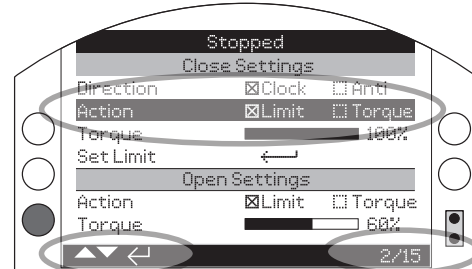 Stopped
Close Settings
Direction ☒Clock ☐Anti
Action ☒Limit ☐Torque
Torque 100%
Set Limit
Open Settings
Action ☒Limit ☐Torque
Torque 60%
2/15